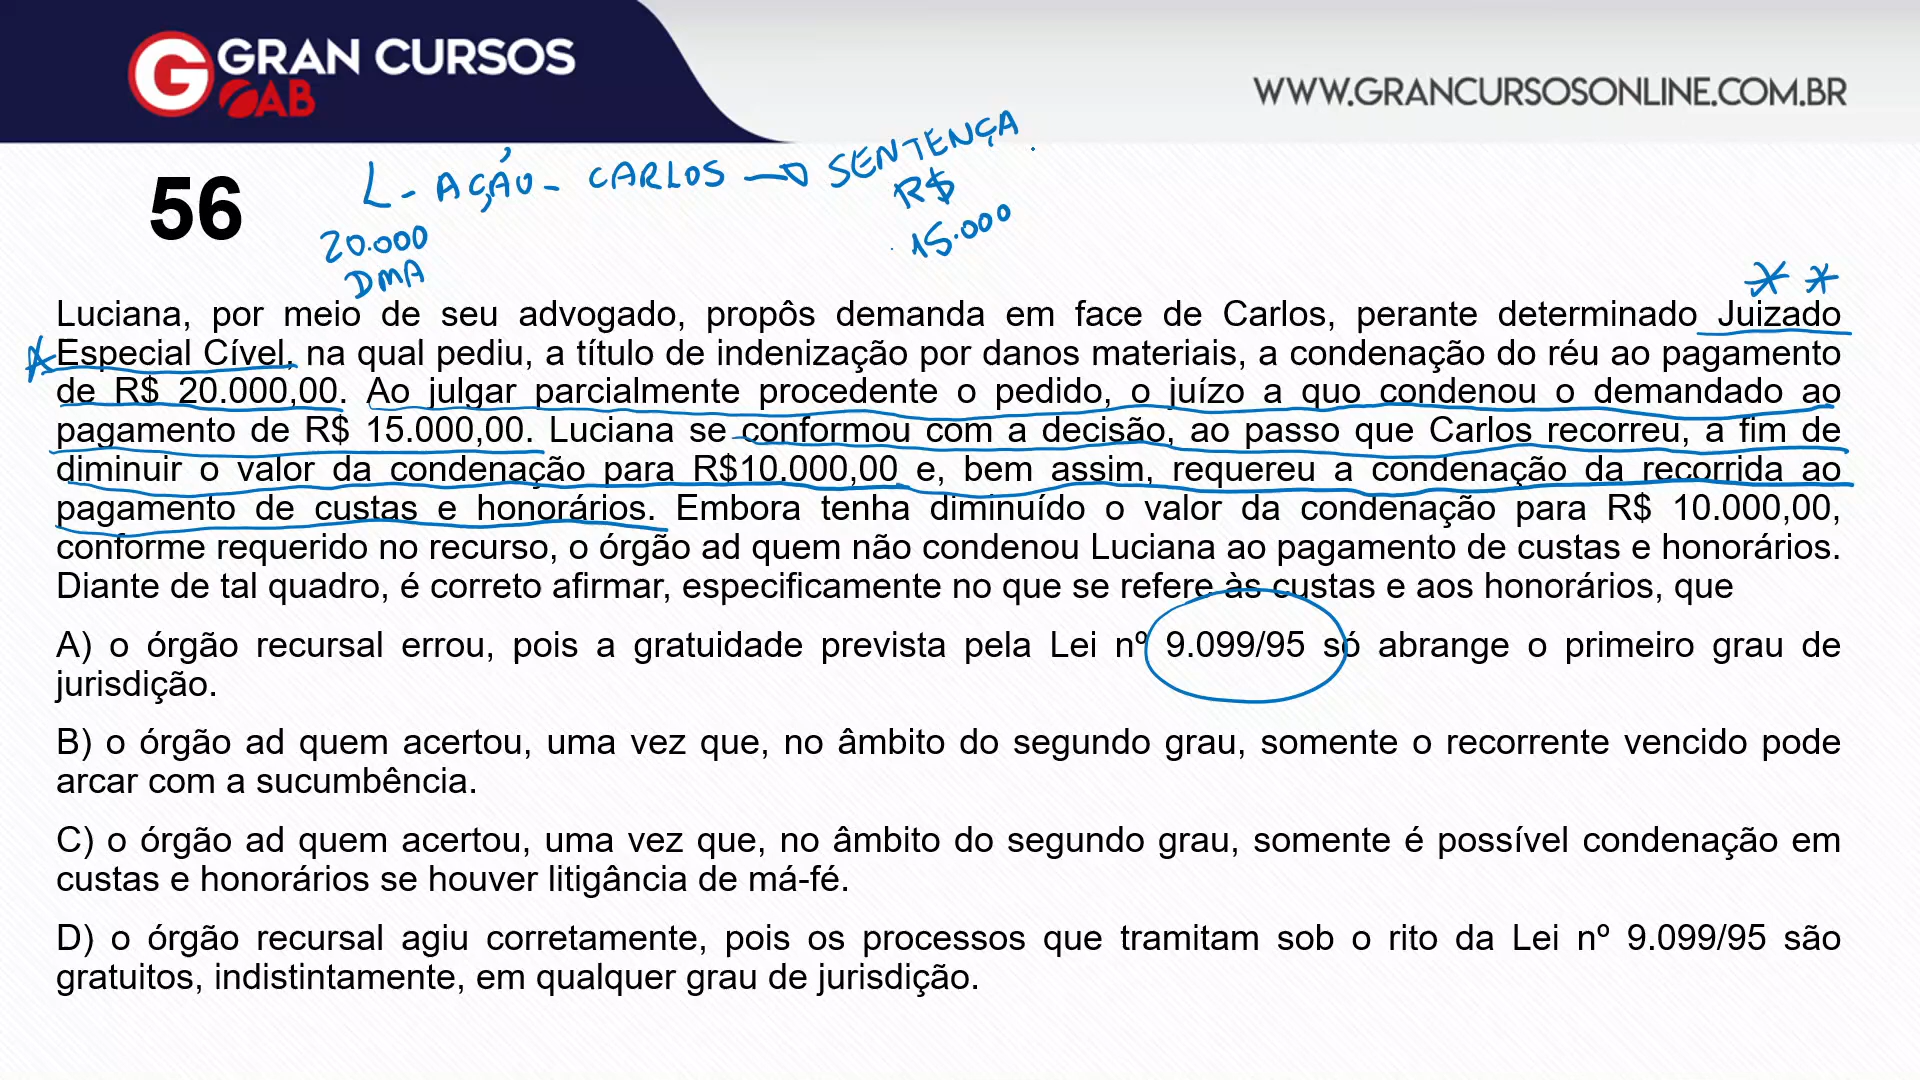 GRAN CURSOS
OAB
WWW.GRANCURSOSONLINE.COM.BR
56
L - AÇÃO - CARLOS → SENTENÇA
20.000
DMA
R$
15.000
Luciana, por meio de seu advogado, propôs demanda em face de Carlos, perante determinado Juizado
Especial Cível, na qual pediu, a título de indenização por danos materiais, a condenação do réu ao pagamento
de R$ 20.000,00. Ao julgar parcialmente procedente o pedido, o juízo a quo condenou o demandado ao
pagamento de R$ 15.000,00. Luciana se conformou com a decisão, ao passo que Carlos recorreu, a fim de
diminuir o valor da condenação para R$10.000,00 e, bem assim, requereu a condenação da recorrida ao
pagamento de custas e honorários. Embora tenha diminuído o valor da condenação para R$ 10.000,00,
conforme requerido no recurso, o órgão ad quem não condenou Luciana ao pagamento de custas e honorários.
Diante de tal quadro, é correto afirmar, especificamente no que se refere às custas e aos honorários, que
A) o órgão recursal errou, pois a gratuidade prevista pela Lei nº 9.099/95 só abrange o primeiro grau de
jurisdição.
B) o órgão ad quem acertou, uma vez que, no âmbito do segundo grau, somente o recorrente vencido pode
arcar com a sucumbência.
C) o órgão ad quem acertou, uma vez que, no âmbito do segundo grau, somente é possível condenação em
custas e honorários se houver litigância de má-fé.
D) o órgão recursal agiu corretamente, pois os processos que tramitam sob o rito da Lei nº 9.099/95 são
gratuitos, indistintamente, em qualquer grau de jurisdição.